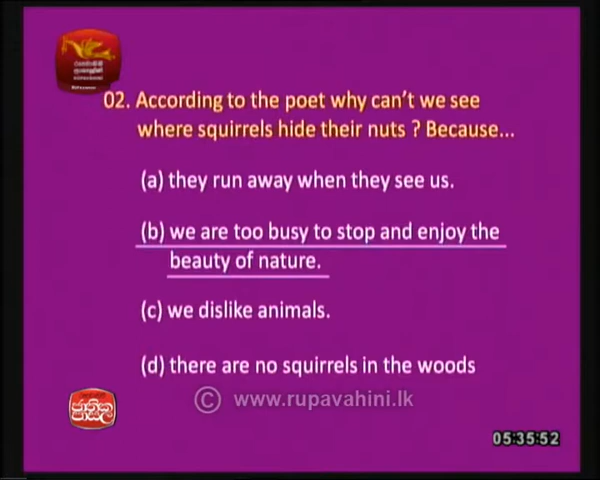 02. According to the poet why can't we see
where squirrels hide their nuts ? Because...
(a) they run away when they see us.
(b) we are too busy to stop and enjoy the
beauty of nature.
(c) we dislike animals.
(d) there are no squirrels in the woods
© www.rupavahini.lk
ජාතික
පාසල
05:35:52